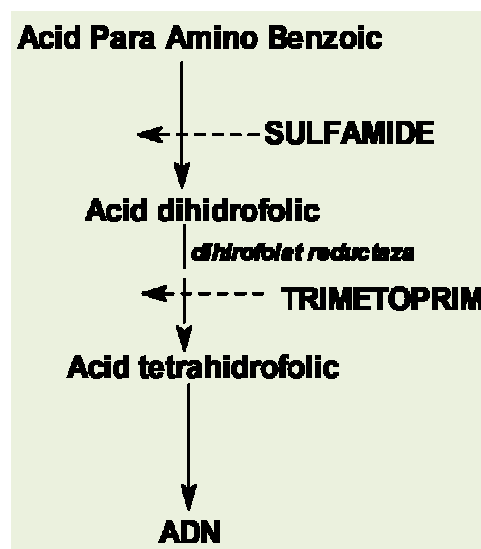 Acid Para Amino Benzoic
SULFAMIDE
Acid dihidrofolic
dihirofolat reductaza
TRIMETOPRIM
Acid tetrahidrofolic
ADN